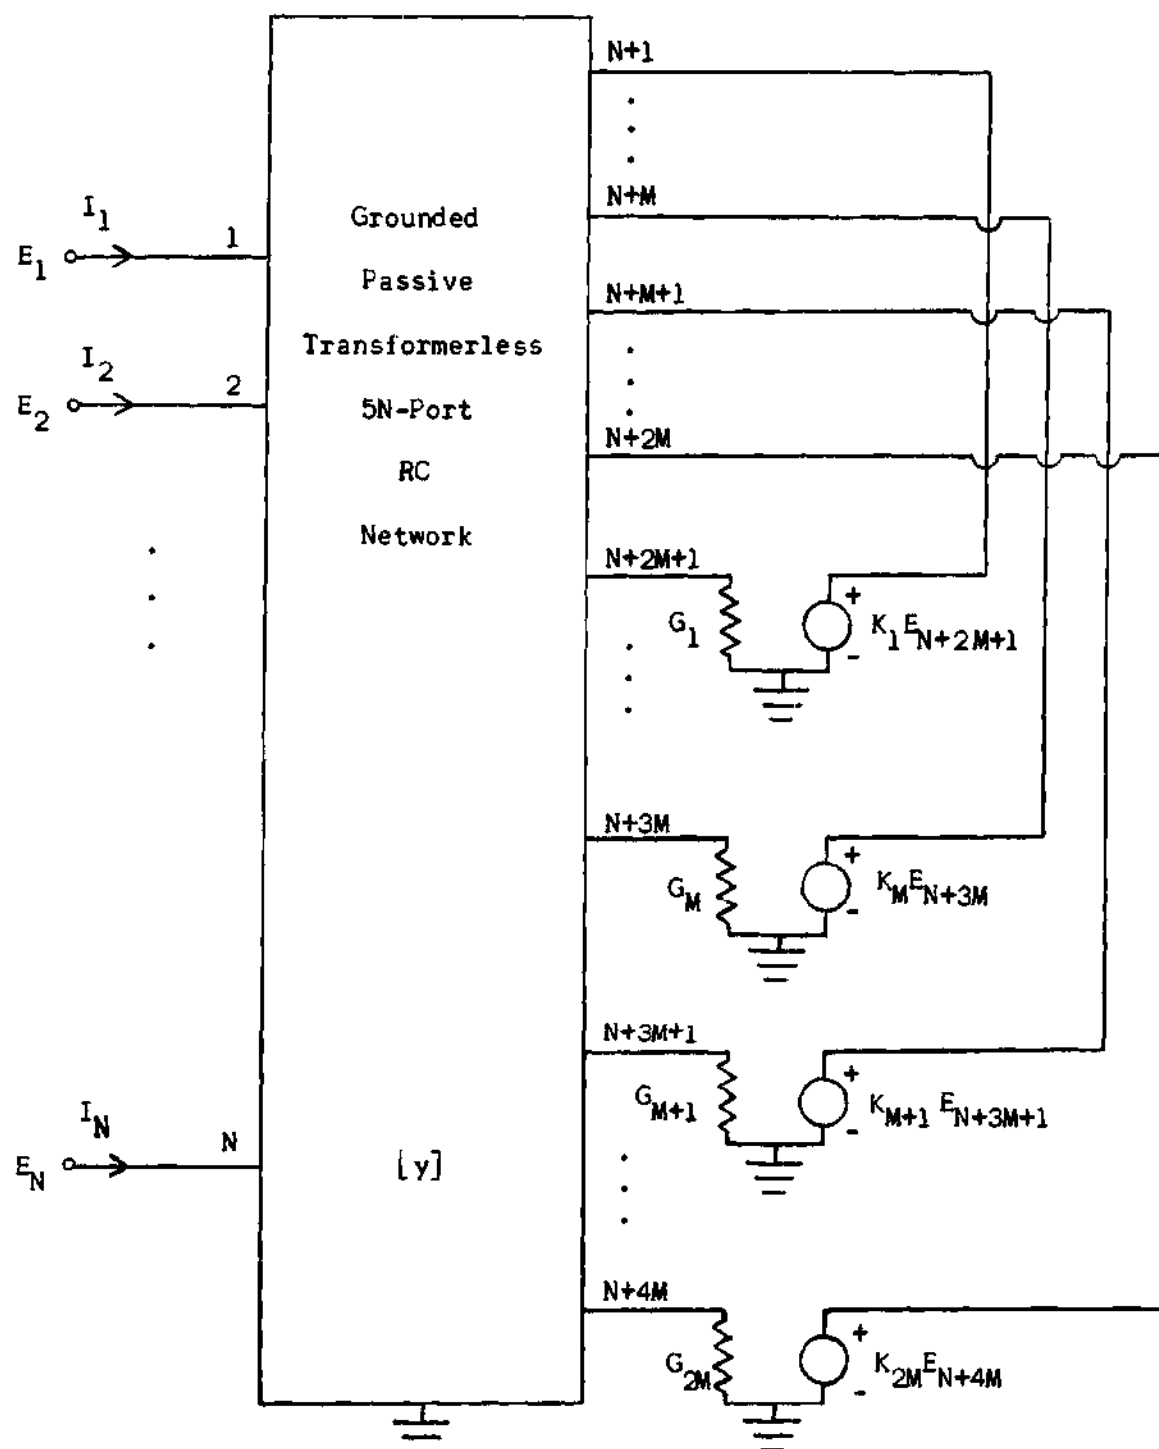 N+1
N+M
I1
E1
1
Grounded
Passive
N+M+1
Transformerless
I2
E2
2
5N-Port
N+2M
RC
Network
N+2M+1
G1
+
-
K1EN+2M+1
N+3M
GM
+
-
KMEN+3M
N+3M+1
GM+1
+
-
KM+1 EN+3M+1
IN
EN
N
[y]
N+4M
G2M
+
-
K2MEN+4M